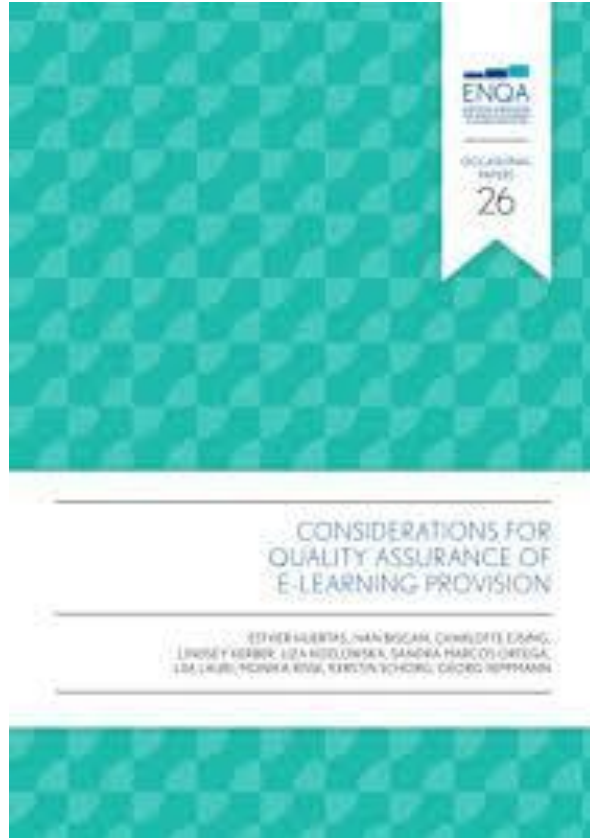 ENQA
OCCASIONAL
PAPERS
26
CONSIDERATIONS FOR
QUALITY ASSURANCE OF
E-LEARNING PROVISION
ESTHER HUERTAS, IVAN BISCAN, CHARLOTTE EJSING,
LINDSEY KERBER, LIZA KOZLOWSKA, SANDRA MARCOS ORTEGA,
LIA LAURI, MONIKA RISSE, KERSTIN SCHÖRG, GEORG SEPPMANN